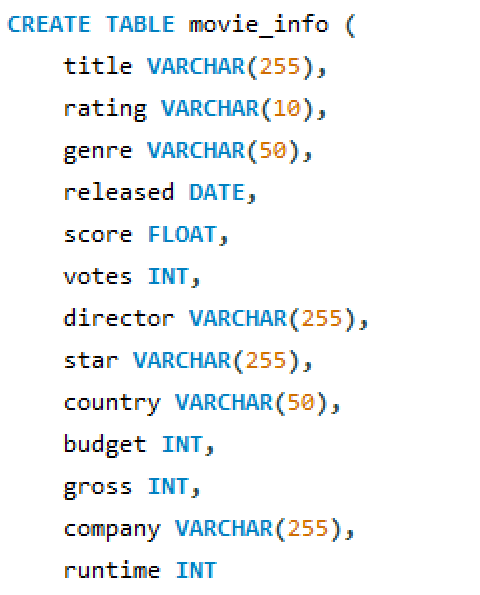 CREATE TABLE movie_info (
    title VARCHAR(255),
    rating VARCHAR(10),
    genre VARCHAR(50),
    released DATE,
    score FLOAT,
    votes INT,
    director VARCHAR(255),
    star VARCHAR(255),
    country VARCHAR(50),
    budget INT,
    gross INT,
    company VARCHAR(255),
    runtime INT